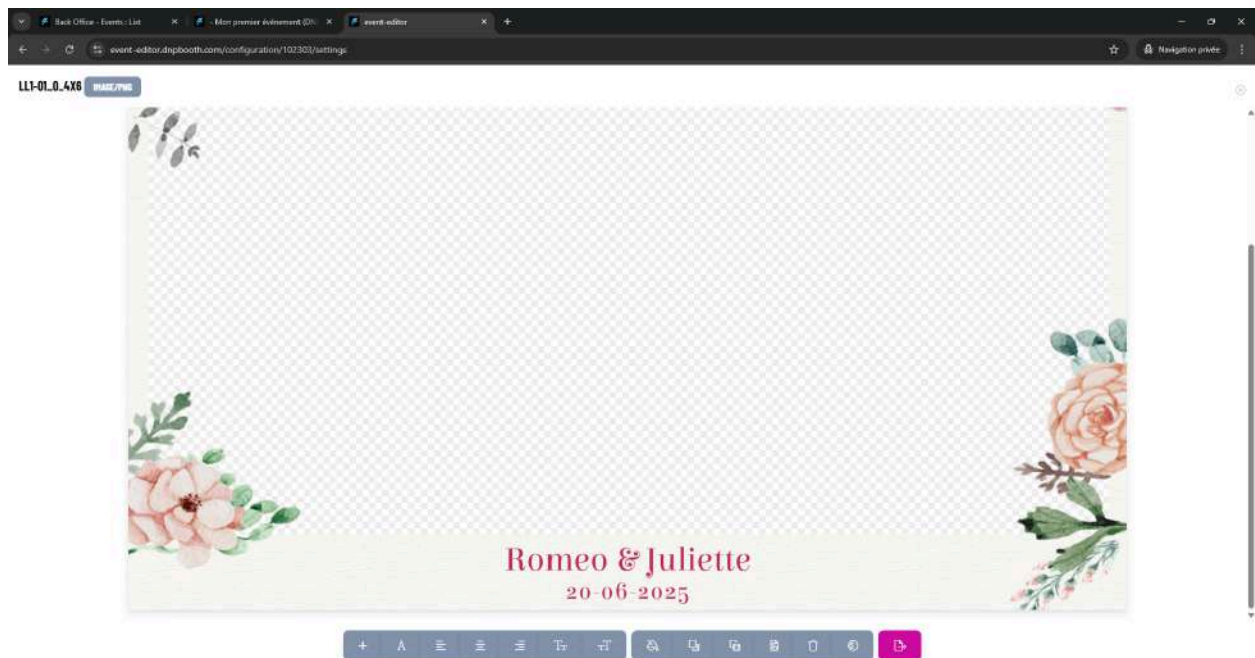 Back Office - Events : List
- Mon premier événement (DN
event-editor
event-editor.dnpbooth.com/configuration/102303/settings
Navigation privée
LL1-01_0_4X6 IMAGE/PNG
Romeo & Juliette
20-06-2025